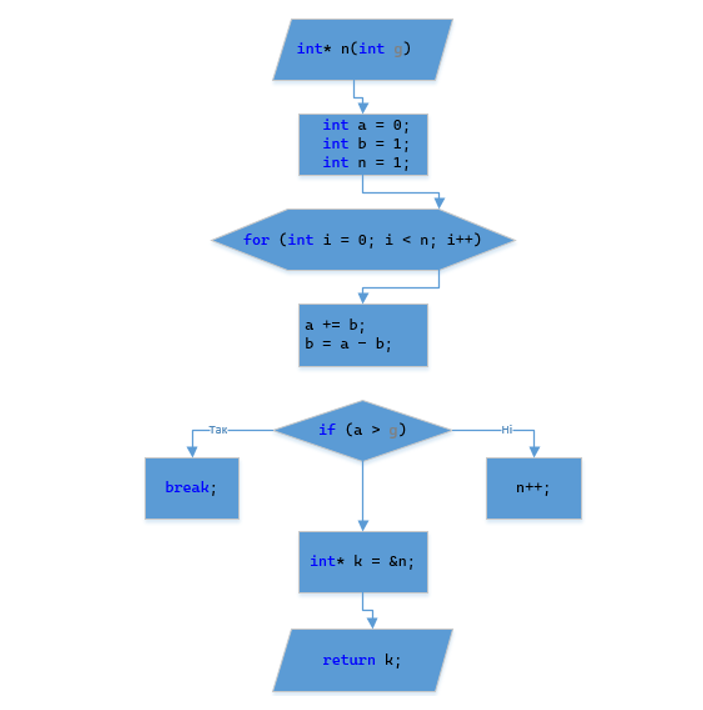 int* n(int g)
int a = 0;
int b = 1;
int n = 1;
for (int i = 0; i < n; i++)
a += b;
b = a - b;
if (a > g)
Так
Ні
break;
n++;
int* k = &n;
return k;